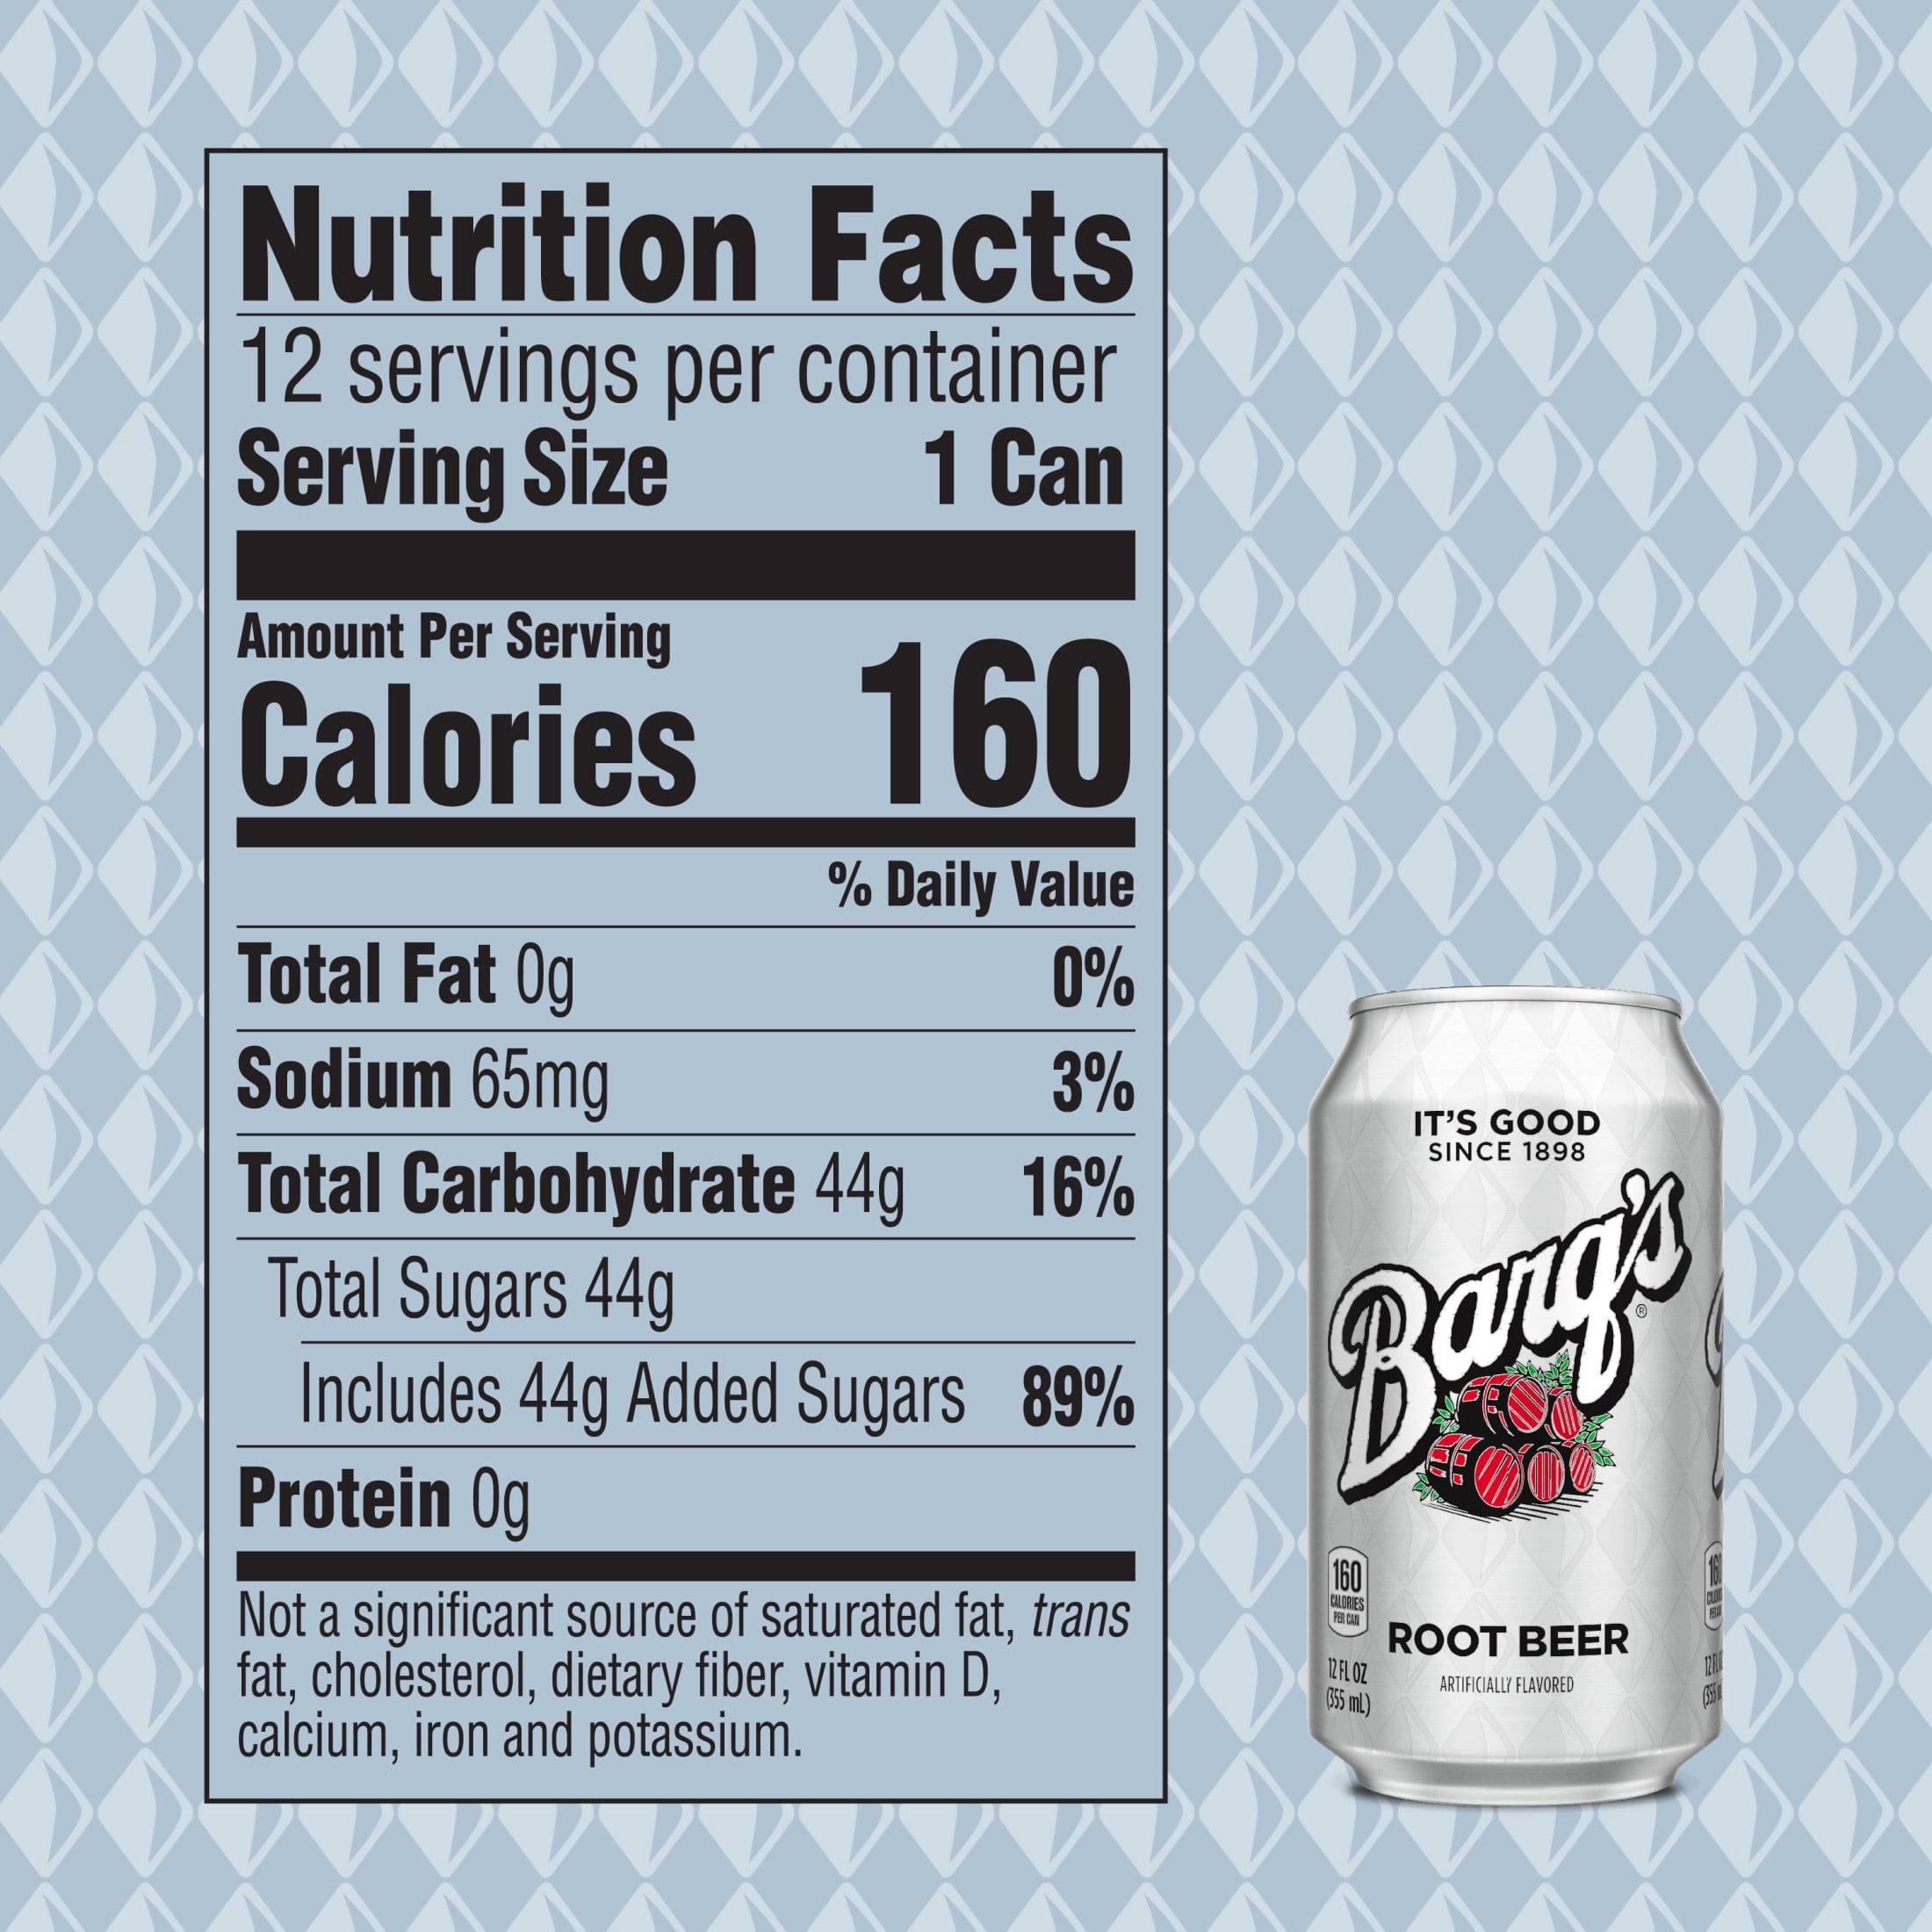 Nutrition Facts
12 servings per container
Serving Size 1 Can
Amount Per Serving
Calories 160
% Daily Value
Total Fat 0g 0%
Sodium 65mg 3%
Total Carbohydrate 44g 16%
Total Sugars 44g
Includes 44g Added Sugars 89%
Protein 0g
Not a significant source of saturated fat, trans
fat, cholesterol, dietary fiber, vitamin D,
calcium, iron and potassium.
IT'S GOOD
SINCE 1898
Barq's
®
160
CALORIES
PER CAN
ROOT BEER
12 FL OZ
(355 mL)
ARTIFICIALLY FLAVORED